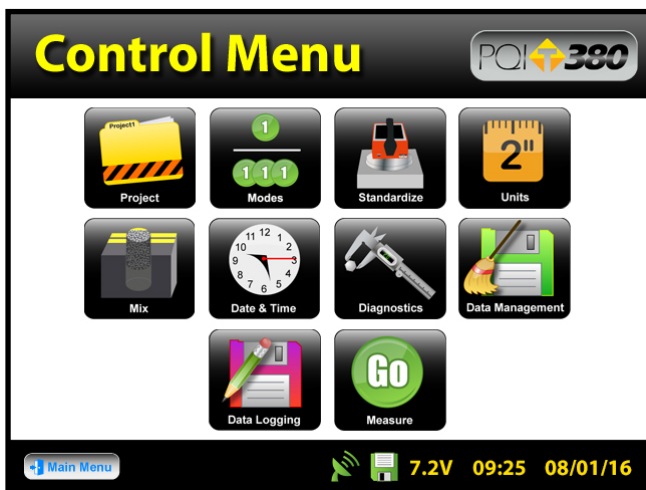 Control Menu
PQI T 380
Project1
Project
1
1 1 1
Modes
Standardize
2"
Units
Mix
12
11 1
10 2
9 3
8 4
7 5
6
Date & Time
Diagnostics
Data Management
Data Logging
Go
Measure
Main Menu
7.2V 09:25 08/01/16